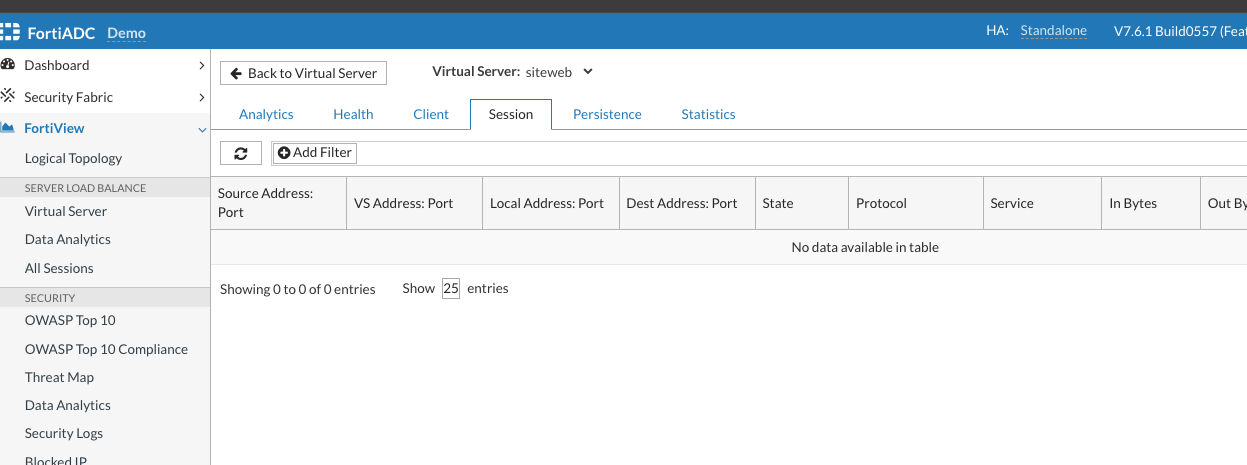 FortiADC Demo HA: Standalone V7.6.1 Build0557 (Feat
Dashboard
Security Fabric
FortiView
Logical Topology
SERVER LOAD BALANCE
Virtual Server
Data Analytics
All Sessions
SECURITY
OWASP Top 10
OWASP Top 10 Compliance
Threat Map
Data Analytics
Security Logs
Blocked IP
Back to Virtual Server Virtual Server: siteweb
Analytics Health Client Session Persistence Statistics
Add Filter
Source Address: Port VS Address: Port Local Address: Port Dest Address: Port State Protocol Service In Bytes Out By
No data available in table
Showing 0 to 0 of 0 entries Show 25 entries